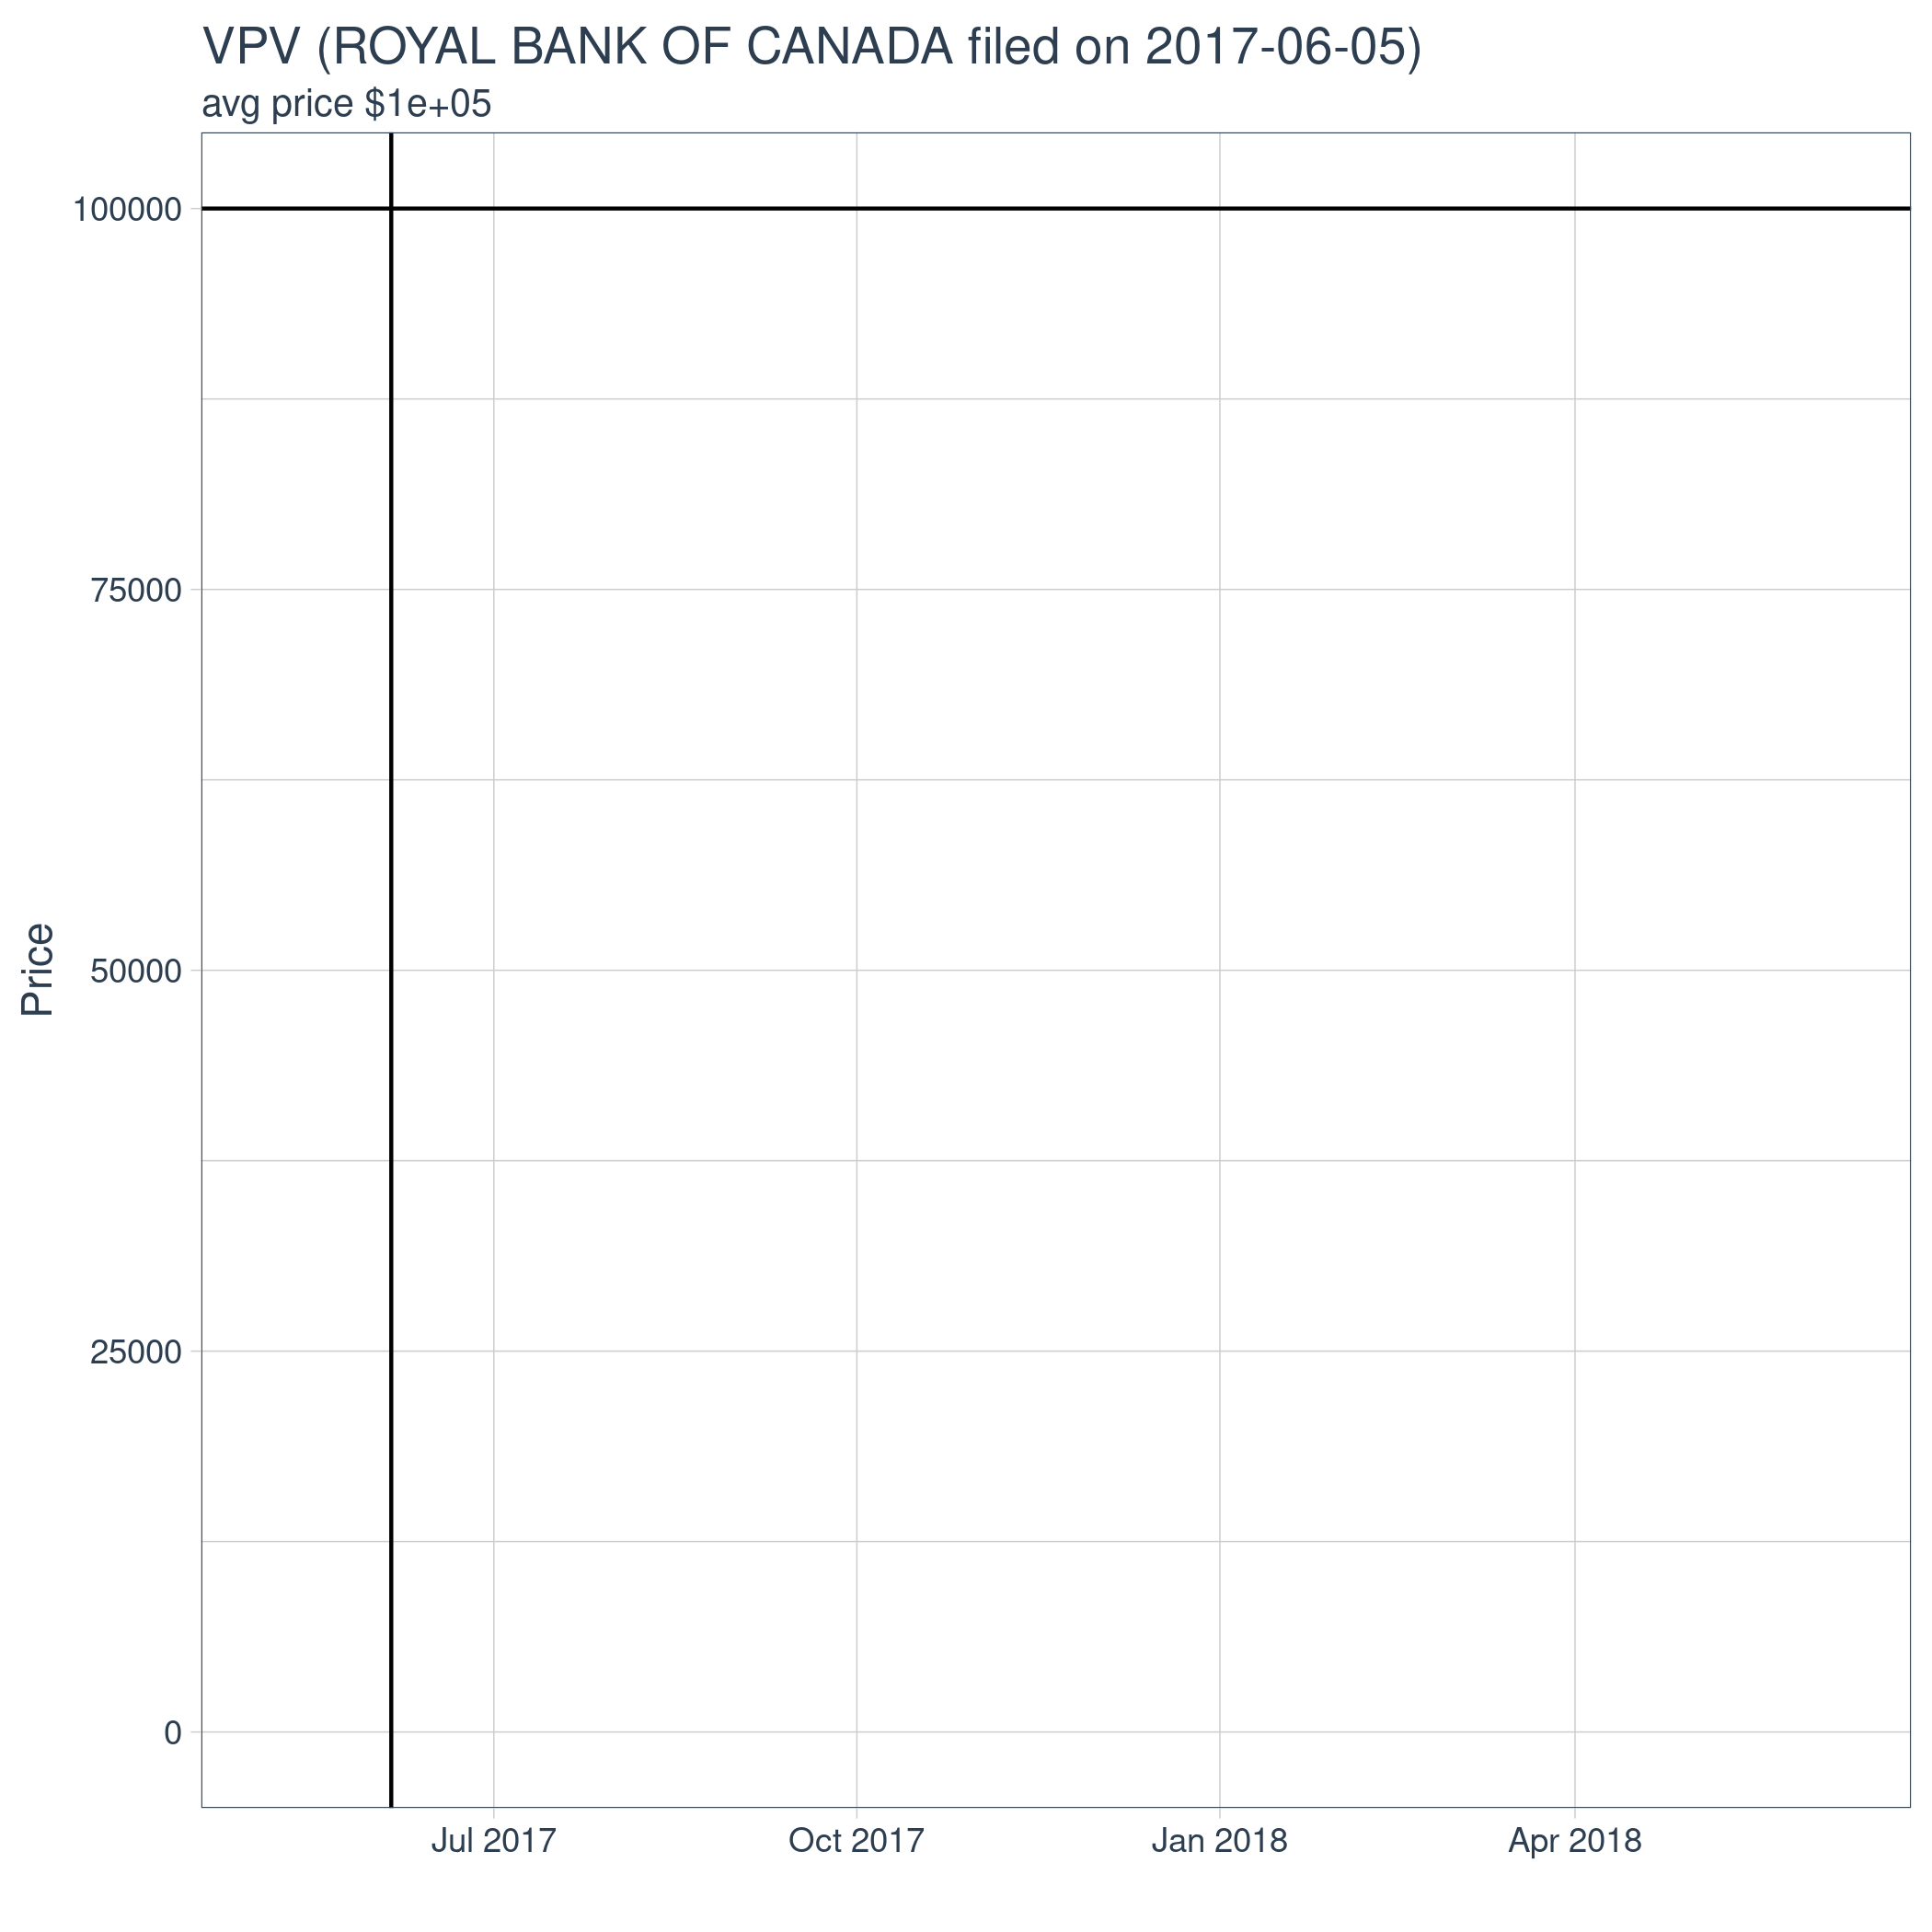 VPV (ROYAL BANK OF CANADA filed on 2017-06-05)
avg price $1e+05
100000
75000
50000
25000
0
Price
Jul 2017
Oct 2017
Jan 2018
Apr 2018